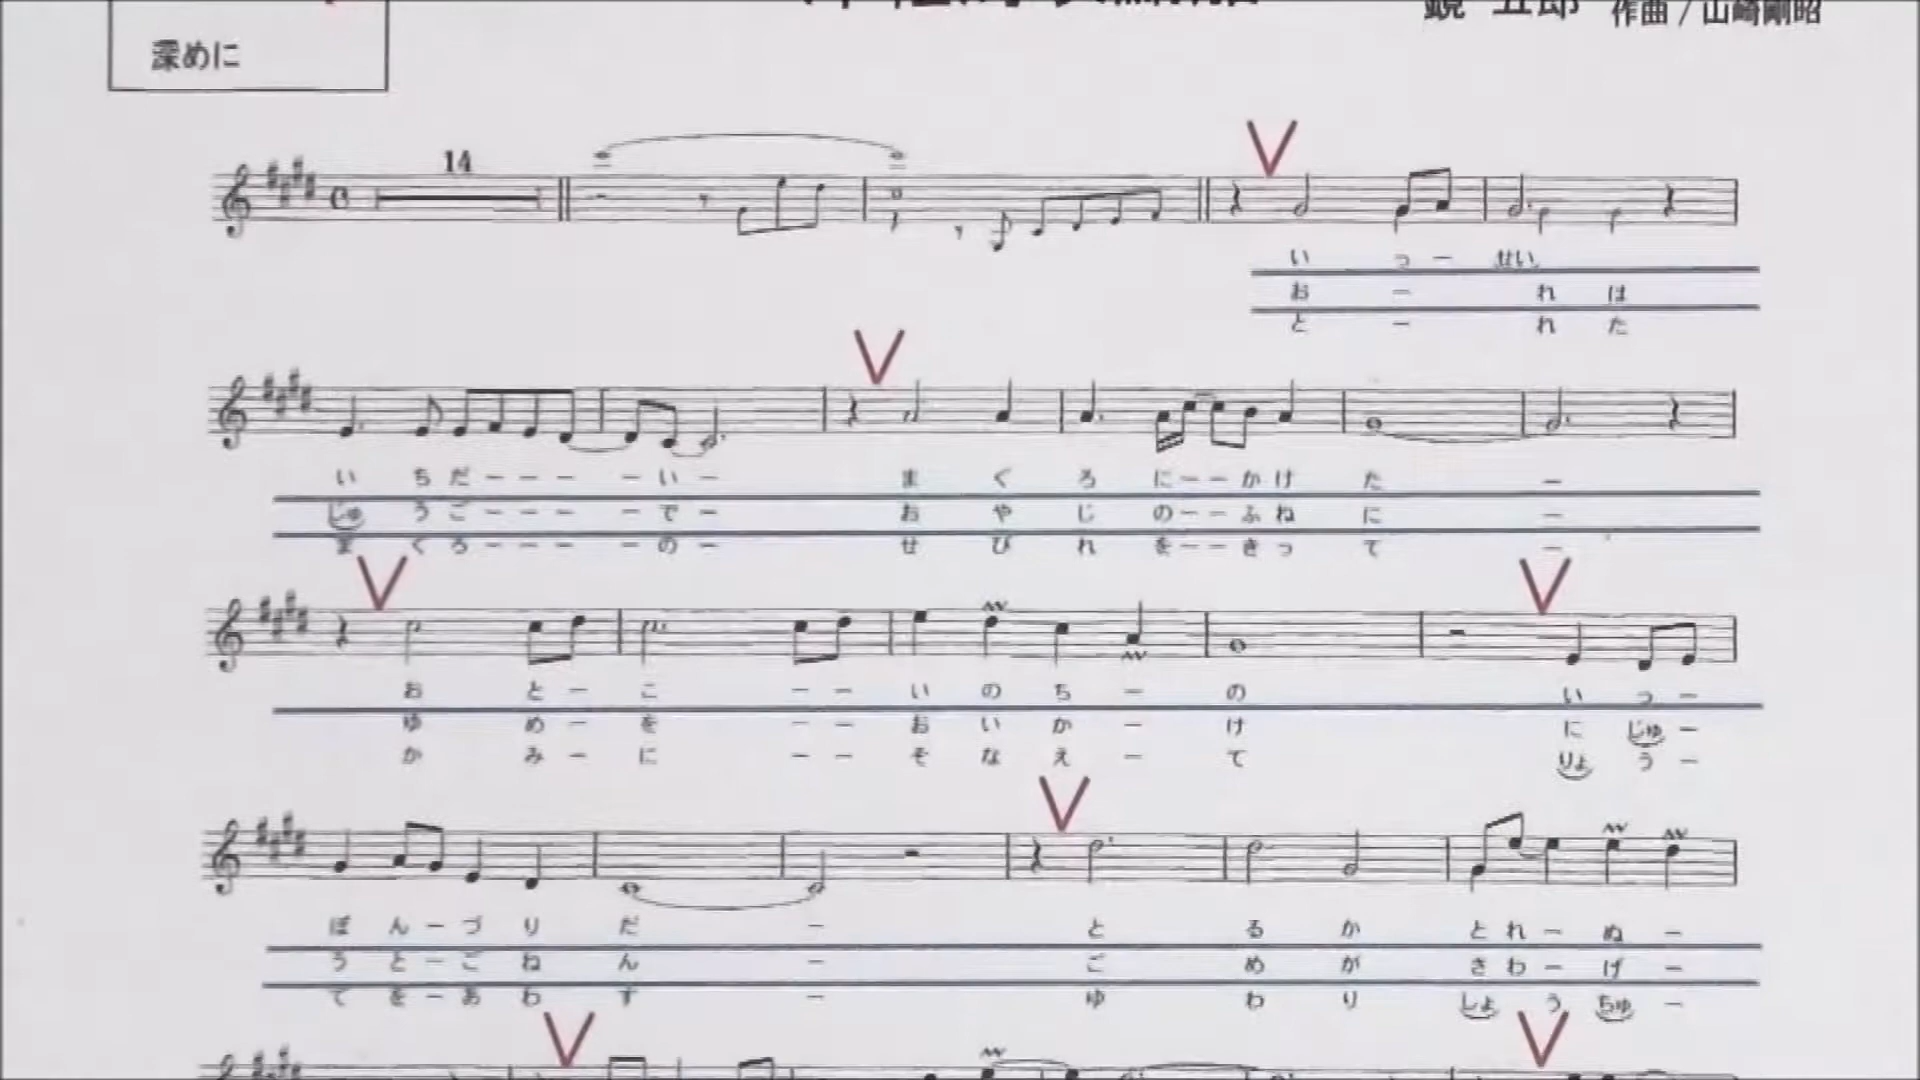 鏡 五郎 作曲/山崎剛昭
深めに
14
い っ ー せい
お ー れ は
と ー れ た
い ち だ ー ー ー ー い ー ま く ろ に ー ー か け た ー
じゅ う ご ー ー ー ー で ー お や じ の ー ー ふ ね に ー
ま く ろ ー ー ー ー の ー せ び れ を ー ー き っ て ー
お と ー こ ー ー い の ち ー の い っ ー
ゆ め ー を ー ー お い か ー け に じゅ ー
か み ー に ー ー そ な え ー て りょ う ー
ぽ ん ー づ り だ ー と る か と れ ー ぬ ー
う と ー ご ね ん ー ご め が さ わ ー げ ー
て を ー あ わ す ー ゆ わ り しょ う ちゅ ー